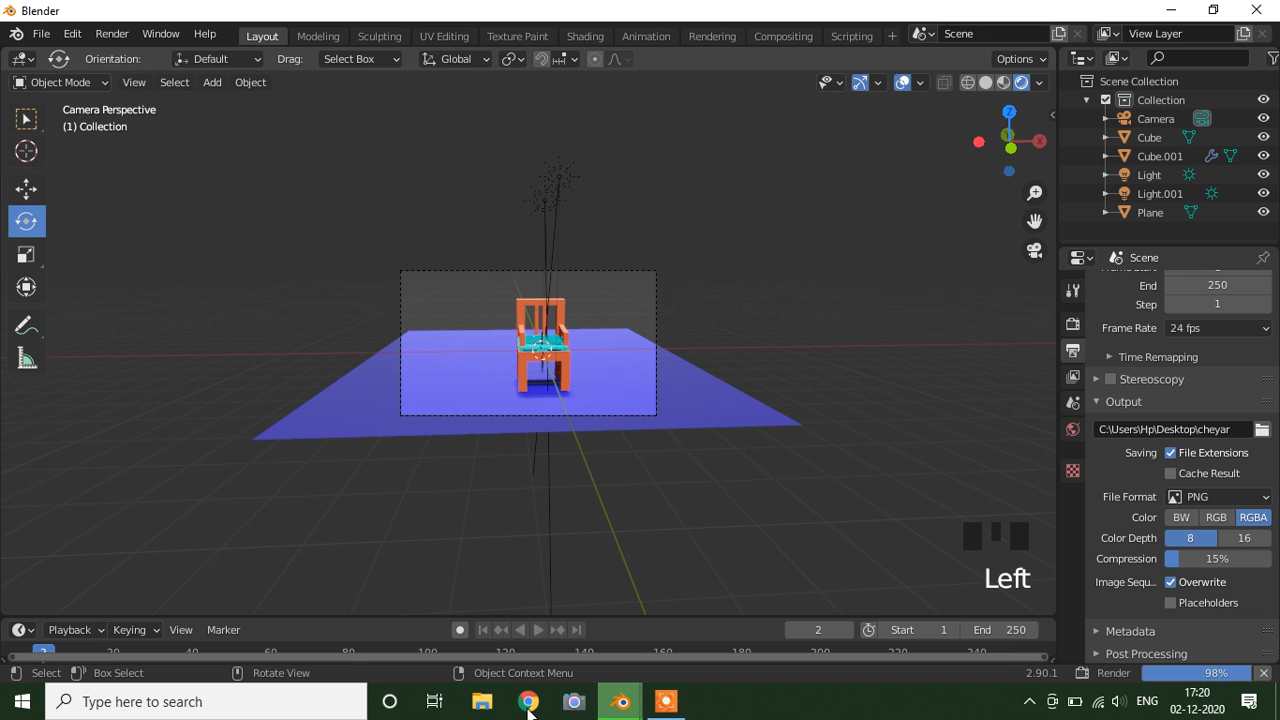 Blender
File Edit Render Window Help Layout Modeling Sculpting UV Editing Texture Paint Shading Animation Rendering Compositing Scripting + Scene View Layer
Orientation: Default Drag: Select Box Global Options
Object Mode View Select Add Object
Camera Perspective
(1) Collection
Z
X
Scene Collection
Collection
Camera
Cube
Cube.001
Light
Light.001
Plane
Scene
End 250
Step 1
Frame Rate 24 fps
Time Remapping
Stereoscopy
Output
C:\Users\Hp\Desktop\cheyar
Saving File Extensions
Cache Result
File Format PNG
Color BW RGB RGBA
Color Depth 8 16
Compression 15%
Image Sequ... Overwrite
Placeholders
Metadata
Post Processing
Left
Playback Keying View Marker 2 Start 1 End 250
2 20 40 60 80 100 120 140 160 180 200 220 240
Select Box Select Rotate View Object Context Menu 2.90.1 Render 98%
Type here to search ENG 17:20
02-12-2020